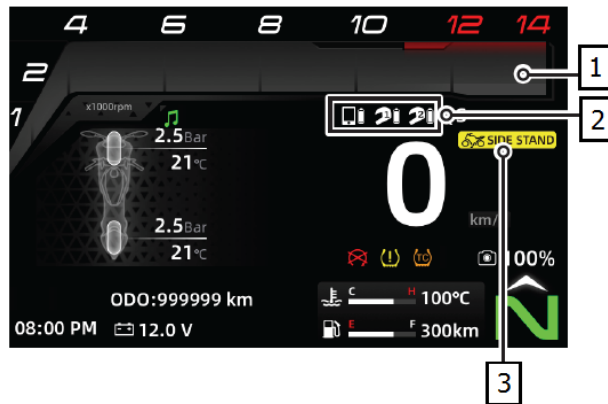 4 6 8 10 12 14
2
1
1
x1000rpm
2
2.5Bar
SIDE STAND
21°C
0
km/
2.5Bar
21°C
TC
100%
ODO:999999 km
C H 100°C
08:00 PM 12.0 V
E F 300km
N
3